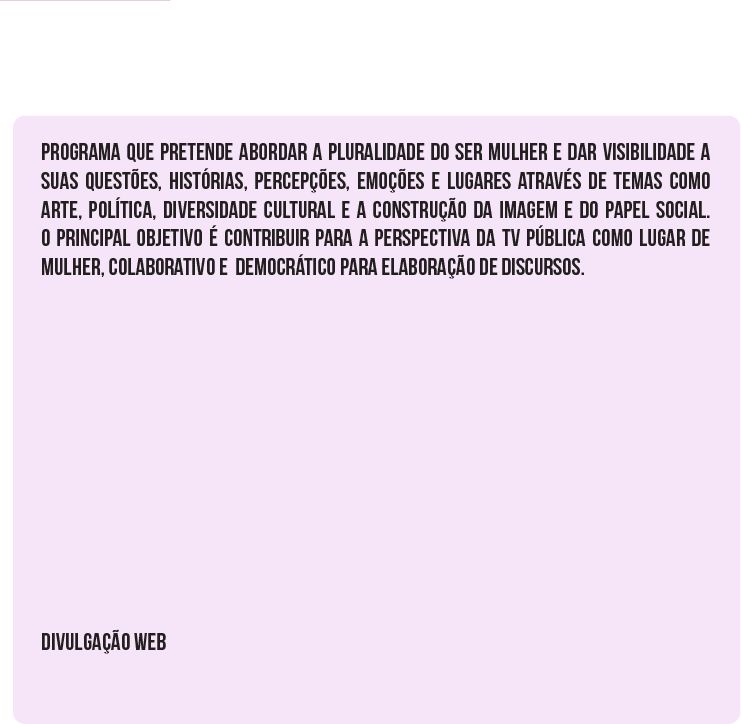 PROGRAMA QUE PRETENDE ABORDAR A PLURALIDADE DO SER MULHER E DAR VISIBILIDADE A
SUAS QUESTÕES, HISTÓRIAS, PERCEPÇÕES, EMOÇÕES E LUGARES ATRAVÉS DE TEMAS COMO
ARTE, POLÍTICA, DIVERSIDADE CULTURAL E A CONSTRUÇÃO DA IMAGEM E DO PAPEL SOCIAL.
O PRINCIPAL OBJETIVO É CONTRIBUIR PARA A PERSPECTIVA DA TV PÚBLICA COMO LUGAR DE
MULHER, COLABORATIVO E DEMOCRÁTICO PARA ELABORAÇÃO DE DISCURSOS.
DIVULGAÇÃO WEB